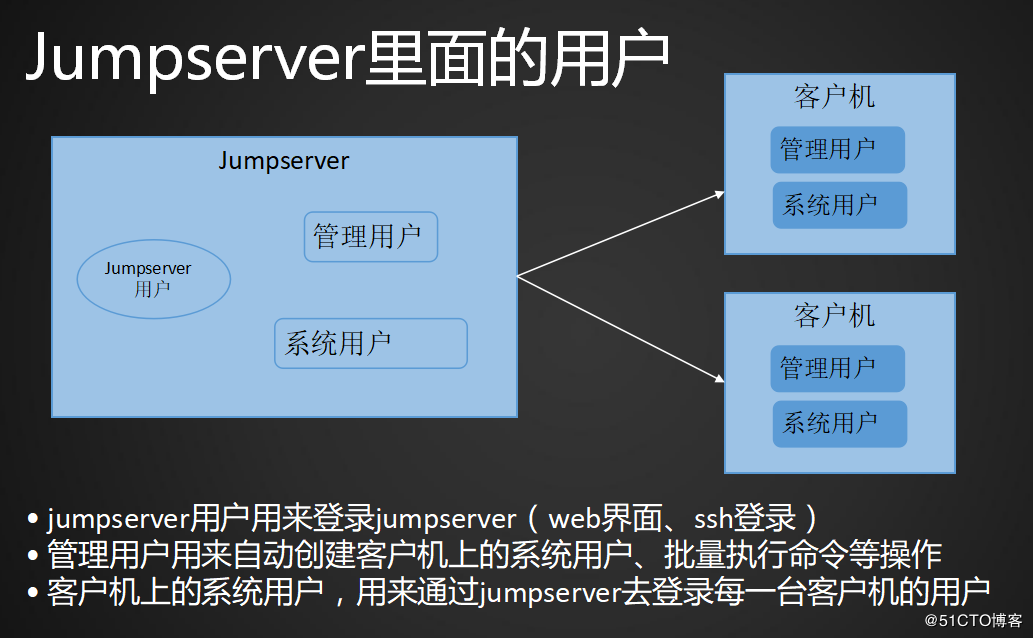 Jumpserver里面的用户
Jumpserver
Jumpserver
用户
管理用户
系统用户
客户机
管理用户
系统用户
客户机
管理用户
系统用户
• jumpserver用户用来登录jumpserver（web界面、ssh登录）
• 管理用户用来自动创建客户机上的系统用户、批量执行命令等操作
• 客户机上的系统用户，用来通过jumpserver去登录每一台客户机的用户
@51CTO博客